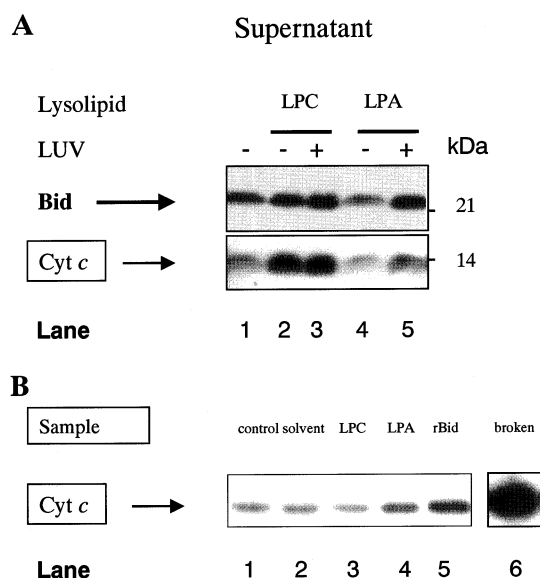 A
Supernatant
Lysolipid LPC LPA
LUV - - + - + kDa
Bid 21
Cyt c 14
Lane 1 2 3 4 5
B
Sample control solvent LPC LPA rBid broken
Cyt c
Lane 1 2 3 4 5 6